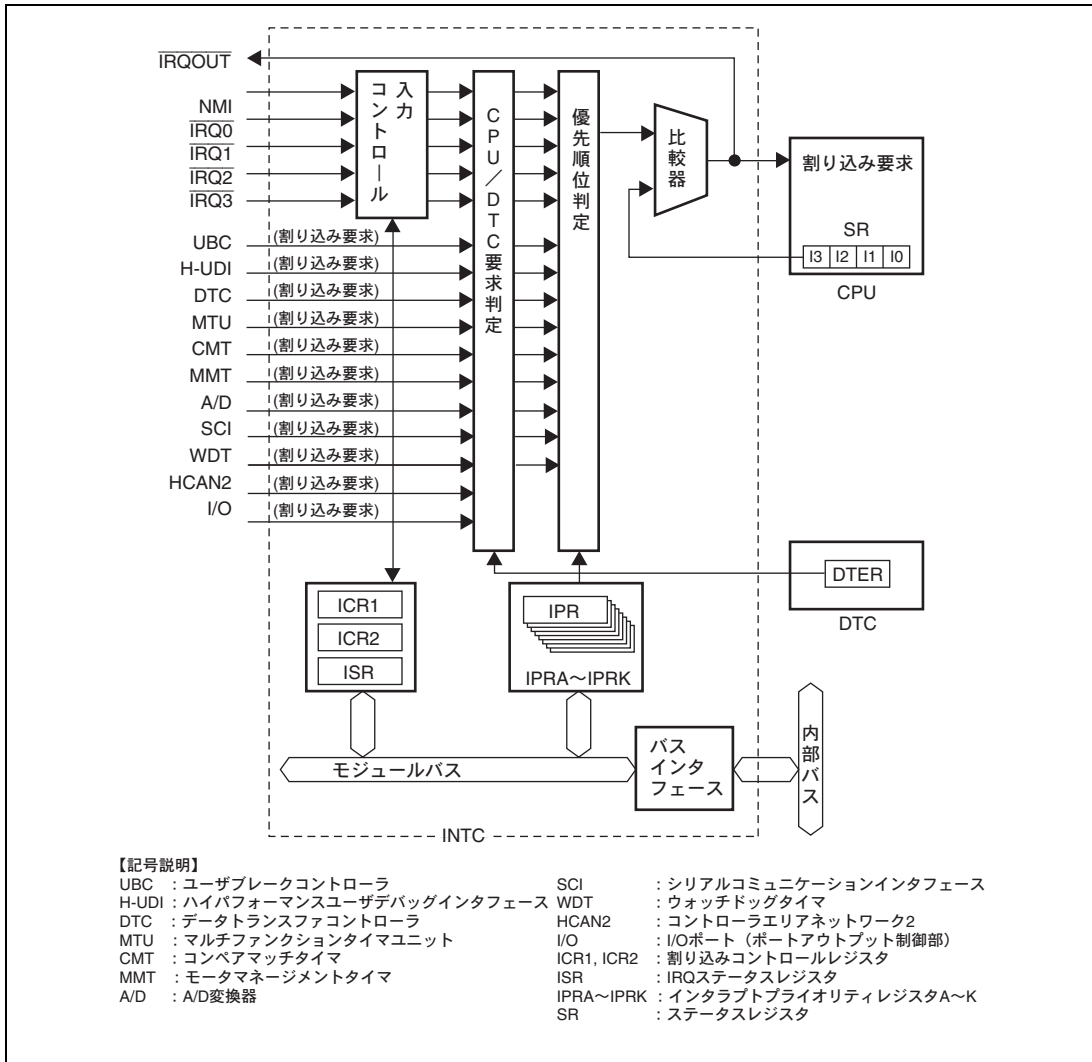 IRQOUT
NMI
IRQ0
IRQ1
IRQ2
IRQ3
UBC
H-UDI
DTC
MTU
CMT
MMT
A/D
SCI
WDT
HCAN2
I/O
(割り込み要求)
(割り込み要求)
(割り込み要求)
(割り込み要求)
(割り込み要求)
(割り込み要求)
(割り込み要求)
(割り込み要求)
(割り込み要求)
(割り込み要求)
(割り込み要求)
入力
コントロール
CPU/DTC要求判定
優先順位判定
比較器
割り込み要求
SR
I3 I2 I1 I0
CPU
DTER
DTC
ICR1
ICR2
ISR
IPR
IPRA~IPRK
モジュールバス
バス
インタ
フェース
内部バス
INTC
【記号説明】
UBC :ユーザブレークコントローラ
H-UDI :ハイパフォーマンスユーザデバッグインタフェース
DTC :データトランスファコントローラ
MTU :マルチファンクションタイマユニット
CMT :コンペアマッチタイマ
MMT :モータマネージメントタイマ
A/D :A/D変換器
SCI :シリアルコミュニケーションインタフェース
WDT :ウォッチドッグタイマ
HCAN2 :コントローラエリアネットワーク2
I/O :I/Oポート(ポートアウトプット制御部)
ICR1, ICR2 :割り込みコントロールレジスタ
ISR :IRQステータスレジスタ
IPRA~IPRK :インタラプトプライオリティレジスタA~K
SR :ステータスレジスタ